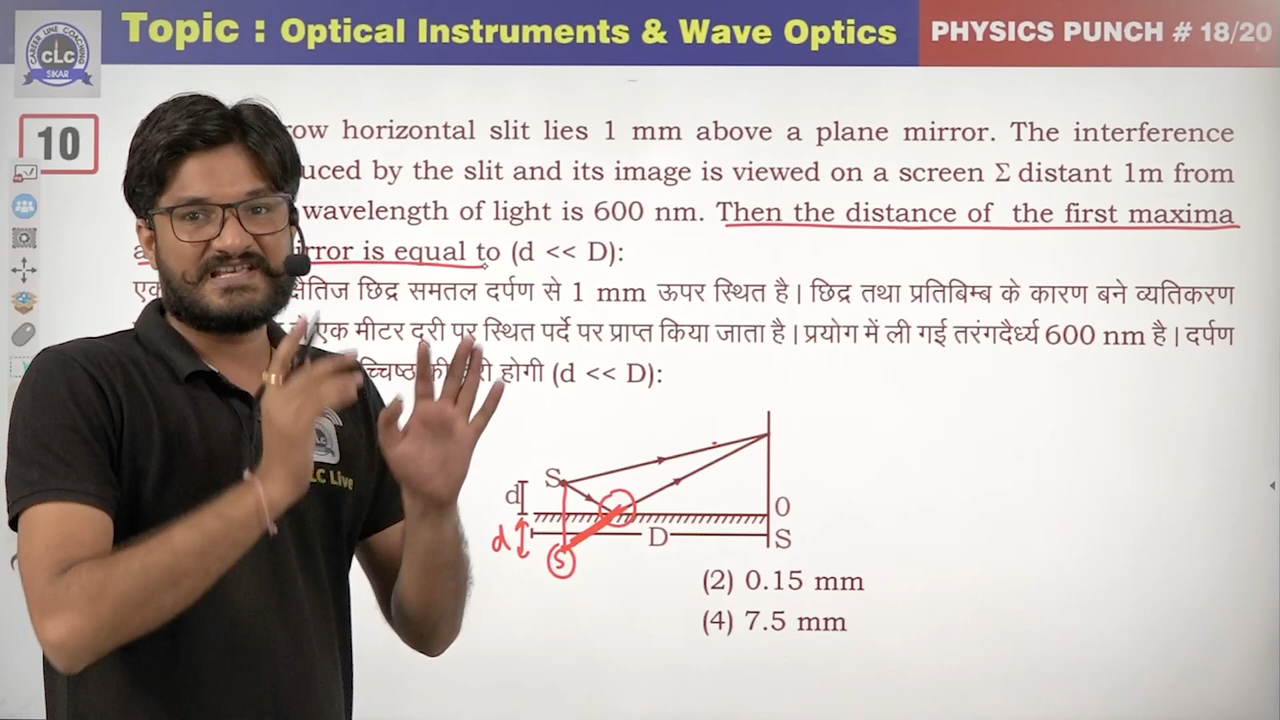 Topic : Optical Instruments & Wave Optics
PHYSICS PUNCH # 18/20
CAREER LINE COACHING
CLC
SIKAR
10
row horizontal slit lies 1 mm above a plane mirror. The interference
uced by the slit and its image is viewed on a screen Σ distant 1m from
wavelength of light is 600 nm. Then the distance of the first maxima
rror is equal to (d << D):
एक क्षैतिज छिद्र समतल दर्पण से 1 mm ऊपर स्थित है। छिद्र तथा प्रतिबिम्ब के कारण बने व्यतिकरण
एक मीटर दूरी पर स्थित पर्दे पर प्राप्त किया जाता है। प्रयोग में ली गई तरंगदैर्ध्य 600 nm है। दर्पण
च्चिष्ठ की दूरी होगी (d << D):
S
d
O
d
D
S
S
(2) 0.15 mm
(4) 7.5 mm
LC Live